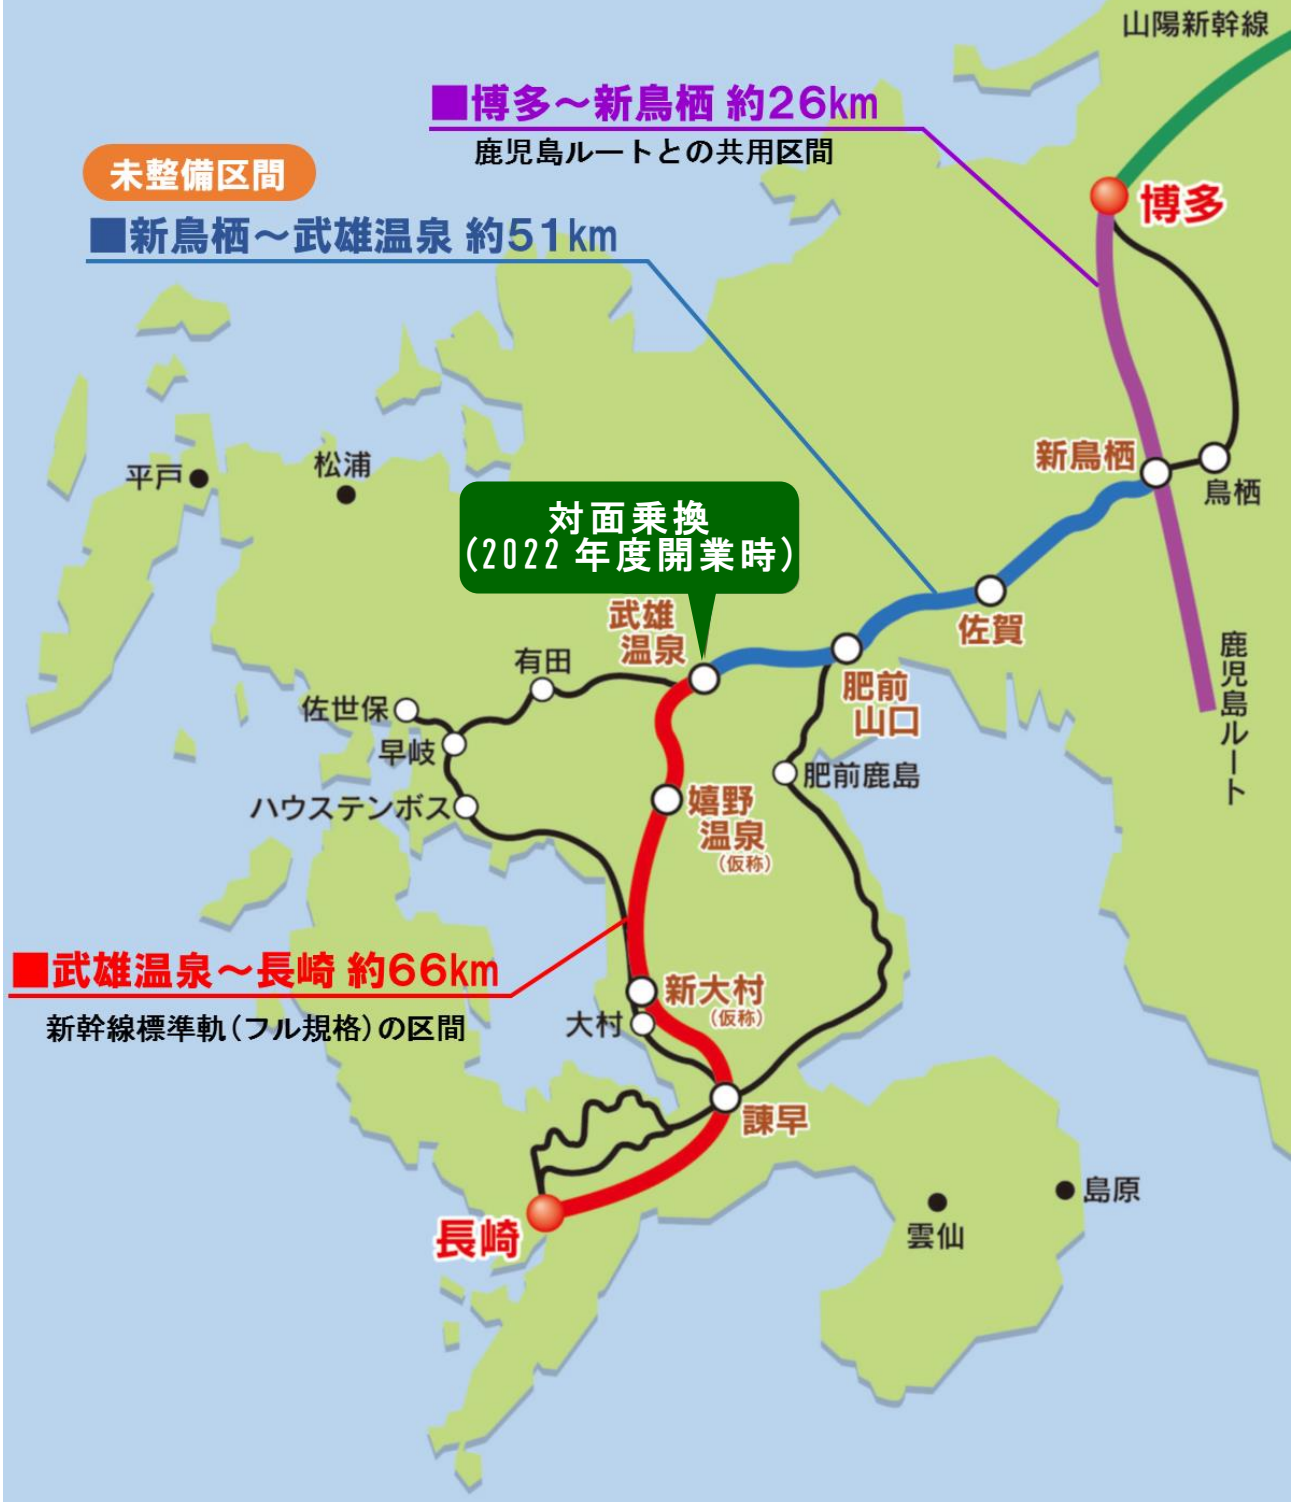 山陽新幹線
■博多～新鳥栖 約26km
鹿児島ルートとの共用区間
未整備区間
■新鳥栖～武雄温泉 約51km
博多
新鳥栖
鳥栖
平戸
松浦
対面乗換
(2022年度開業時)
武雄
温泉
佐賀
鹿児島ルート
有田
佐世保
早岐
肥前
山口
肥前鹿島
ハウステンボス
嬉野
温泉
(仮称)
■武雄温泉～長崎 約66km
新幹線標準軌(フル規格)の区間
新大村
(仮称)
大村
諫早
長崎
島原
雲仙